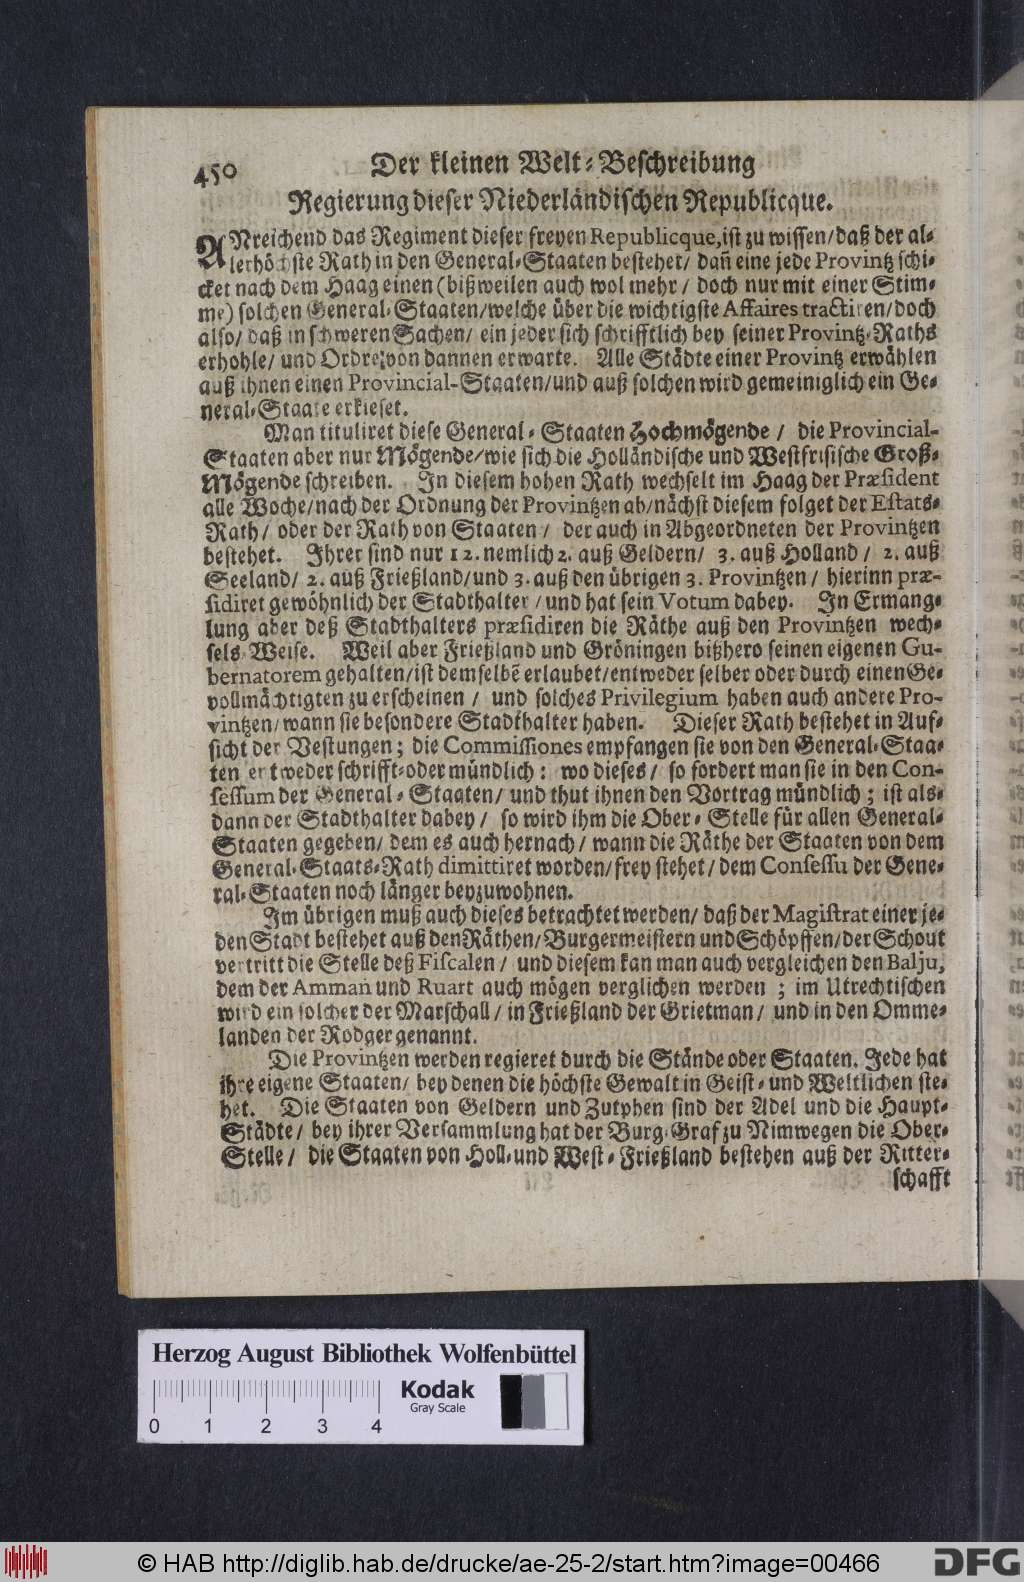 450 Der kleinen Welt-Beschreibung
Regierung dieser Niederländischen Republicque.
ANreichend das Regiment dieser freyen Republicque, ist zu wissen/ daß der al-
lerhöchste Rath in den General-Staaten bestehet/ dañ eine jede Provintz schi-
cket nach dem Haag einen (bißweilen auch wol mehr / doch nur mit einer Stim-
me) solchen General-Staaten/ welche über die wichtigste Affaires tractiren/ doch
also/ daß in schweren Sachen/ ein jeder sich schrifftlich bey seiner Provintz-Raths
erhohle/ und Ordre von dannen erwarte. Alle Städte einer Provintz erwählen
auß ihnen einen Provincial-Staaten/ und auß solchen wird gemeiniglich ein Ge-
neral-Staate erkieset.
Man tituliret diese General-Staaten Hochmögende / die Provincial-
Staaten aber nur Mögende/ wie sich die Holländische und Westfrisische Groß-
Mögende schreiben. In diesem hohen Rath wechselt im Haag der Præsident
alle Woche/ nach der Ordnung der Provintzen ab/ nächst diesem folget der Estats-
Rath/ oder der Rath von Staaten / der auch in Abgeordneten der Provintzen
bestehet. Ihrer sind nur 12. nemlich 2. auß Geldern/ 3. auß Holland / 2. auß
Seeland/ 2. auß Frießland/ und 3. auß den übrigen 3. Provintzen / hierinn præ-
sidiret gewöhnlich der Stadthalter / und hat sein Votum dabey. In Ermang-
lung aber deß Stadthalters præsidiren die Räthe auß den Provintzen wech-
sels-Weise. Weil aber Frießland und Gröningen bißhero seinen eigenen Gu-
bernatorem gehalten/ ist demselbē erlaubet/ entweder selber oder durch einen Ge-
vollmächtigten zu erscheinen / und solches Privilegium haben auch andere Pro-
vintzen/ wann sie besondere Stadthalter haben. Dieser Rath bestehet in Auf-
sicht der Vestungen; die Commissiones empfangen sie von den General-Staa-
ten entweder schrifft- oder mündlich: wo dieses / so fordert man sie in den Con-
sessum der General-Staaten/ und thut ihnen den Vortrag mündlich; ist als-
dann der Stadthalter dabey / so wird ihm die Ober-Stelle für allen General-
Staaten gegeben/ dem es auch hernach/ wann die Räthe der Staaten von dem
General-Staats-Rath dimittiret worden/ frey stehet / dem Consessu der Gene-
ral-Staaten noch länger beyzuwohnen.
Im übrigen muß auch dieses betrachtet werden/ daß der Magistrat einer je-
den Stadt bestehet auß den Räthen/ Burgermeistern und Schöpffen/ der Schout
vertritt die Stelle deß Fiscalen / und diesem kan man auch vergleichen den Balju,
dem der Ammañ und Ruart auch mögen verglichen werden ; im Utrechtischen
wird ein solcher der Marschall / in Frießland der Grietman / und in den Omme-
landen der Rodger genannt.
Die Provintzen werden regieret durch die Stände oder Staaten. Jede hat
ihre eigene Staaten/ bey denen die höchste Gewalt in Geist- und Weltlichen ste-
het. Die Staaten von Geldern und Zutphen sind der Adel und die Haupt-
Städte / bey ihrer Versammlung hat der Burg-Graf zu Nimwegen die Ober-
Stelle / die Staaten von Holl- und West-Frießland bestehen auß der Ritter-
schafft
Herzog August Bibliothek Wolfenbüttel
Kodak
Gray Scale
0 1 2 3 4
© HAB http://diglib.hab.de/drucke/ae-25-2/start.htm?image=00466
DFG